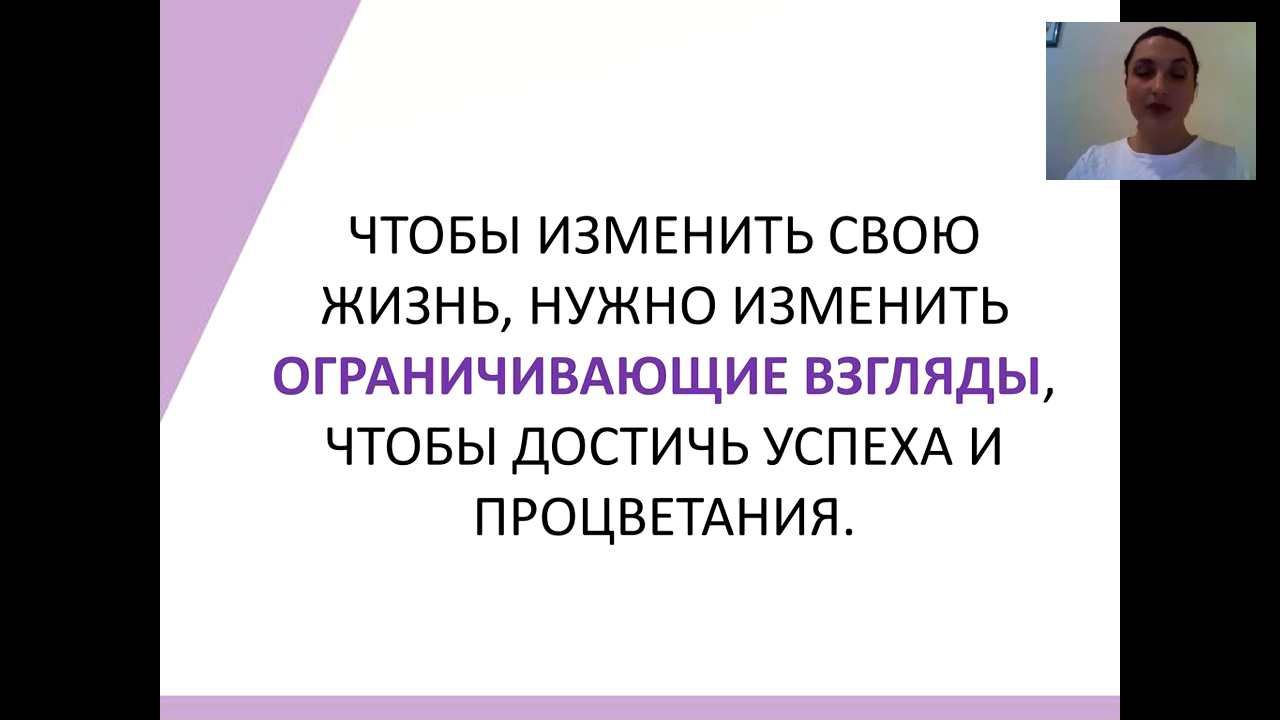 ЧТОБЫ ИЗМЕНИТЬ СВОЮ
ЖИЗНЬ, НУЖНО ИЗМЕНИТЬ
ОГРАНИЧИВАЮЩИЕ ВЗГЛЯДЫ,
ЧТОБЫ ДОСТИЧЬ УСПЕХА И
ПРОЦВЕТАНИЯ.